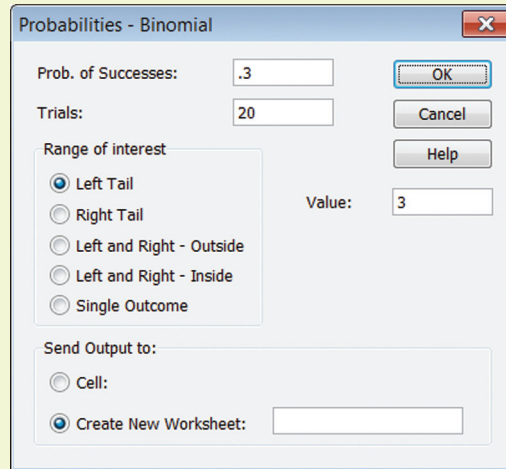 Probabilities - Binomial
Prob. of Successes: .3 OK
Trials: 20 Cancel
Range of interest Help
Left Tail
Value: 3
Right Tail
Left and Right - Outside
Left and Right - Inside
Single Outcome
Send Output to:
Cell:
Create New Worksheet: